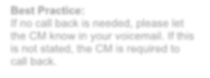 Best Practice:
If no call back is needed, please let
the CM know in your voicemail. If this
is not stated, the CM is required to
call back.